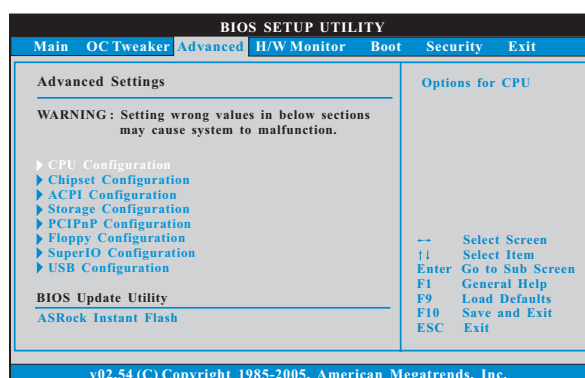 BIOS SETUP UTILITY
Main OC Tweaker Advanced H/W Monitor Boot Security Exit
Advanced Settings
WARNING : Setting wrong values in below sections
may cause system to malfunction.
CPU Configuration
Chipset Configuration
ACPI Configuration
Storage Configuration
PCIPnP Configuration
Floppy Configuration
SuperIO Configuration
USB Configuration
BIOS Update Utility
ASRock Instant Flash
Options for CPU
←→ Select Screen
↑↓ Select Item
Enter Go to Sub Screen
F1 General Help
F9 Load Defaults
F10 Save and Exit
ESC Exit
v02.54 (C) Copyright 1985-2005, American Megatrends, Inc.